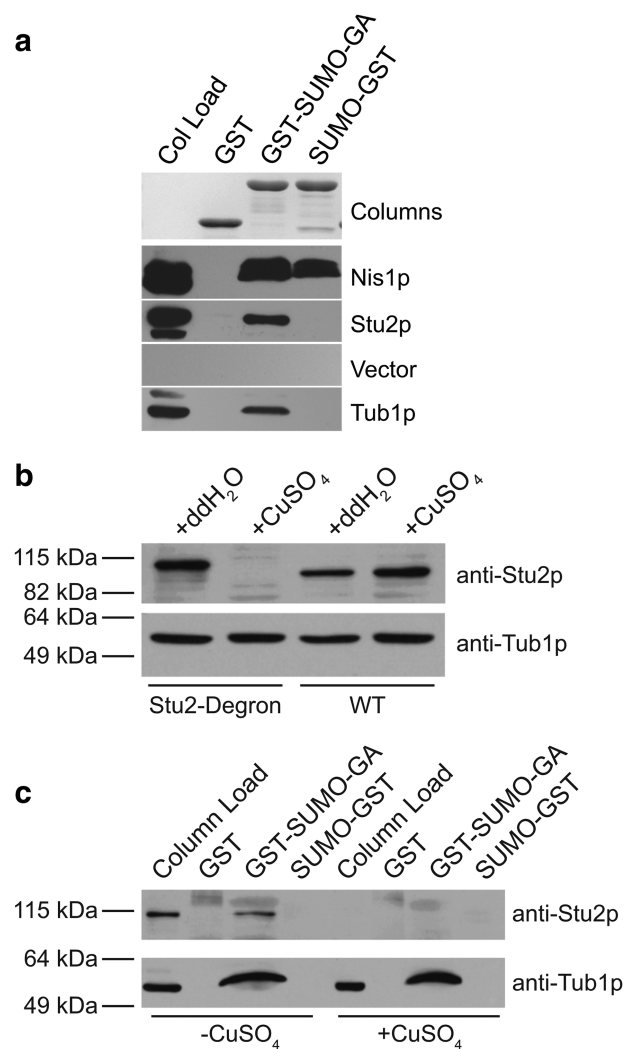 a
Col Load
GST
GST-SUMO-GA
SUMO-GST
Columns
Nis1p
Stu2p
Vector
Tub1p
b
+ddH2O
+CuSO4
+ddH2O
+CuSO4
115 kDa
82 kDa
64 kDa
49 kDa
anti-Stu2p
anti-Tub1p
Stu2-Degron
WT
c
Column Load
GST
GST-SUMO-GA
SUMO-GST
Column Load
GST
GST-SUMO-GA
SUMO-GST
115 kDa
64 kDa
49 kDa
anti-Stu2p
anti-Tub1p
-CuSO4
+CuSO4